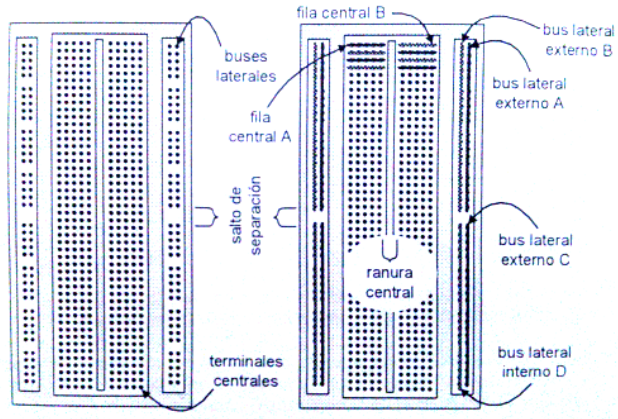 buses
laterales
salto de
separación
terminales
centrales
fila central B
fila
central A
bus lateral
externo B
bus lateral
externo A
bus lateral
externo C
ranura
central
bus lateral
interno D